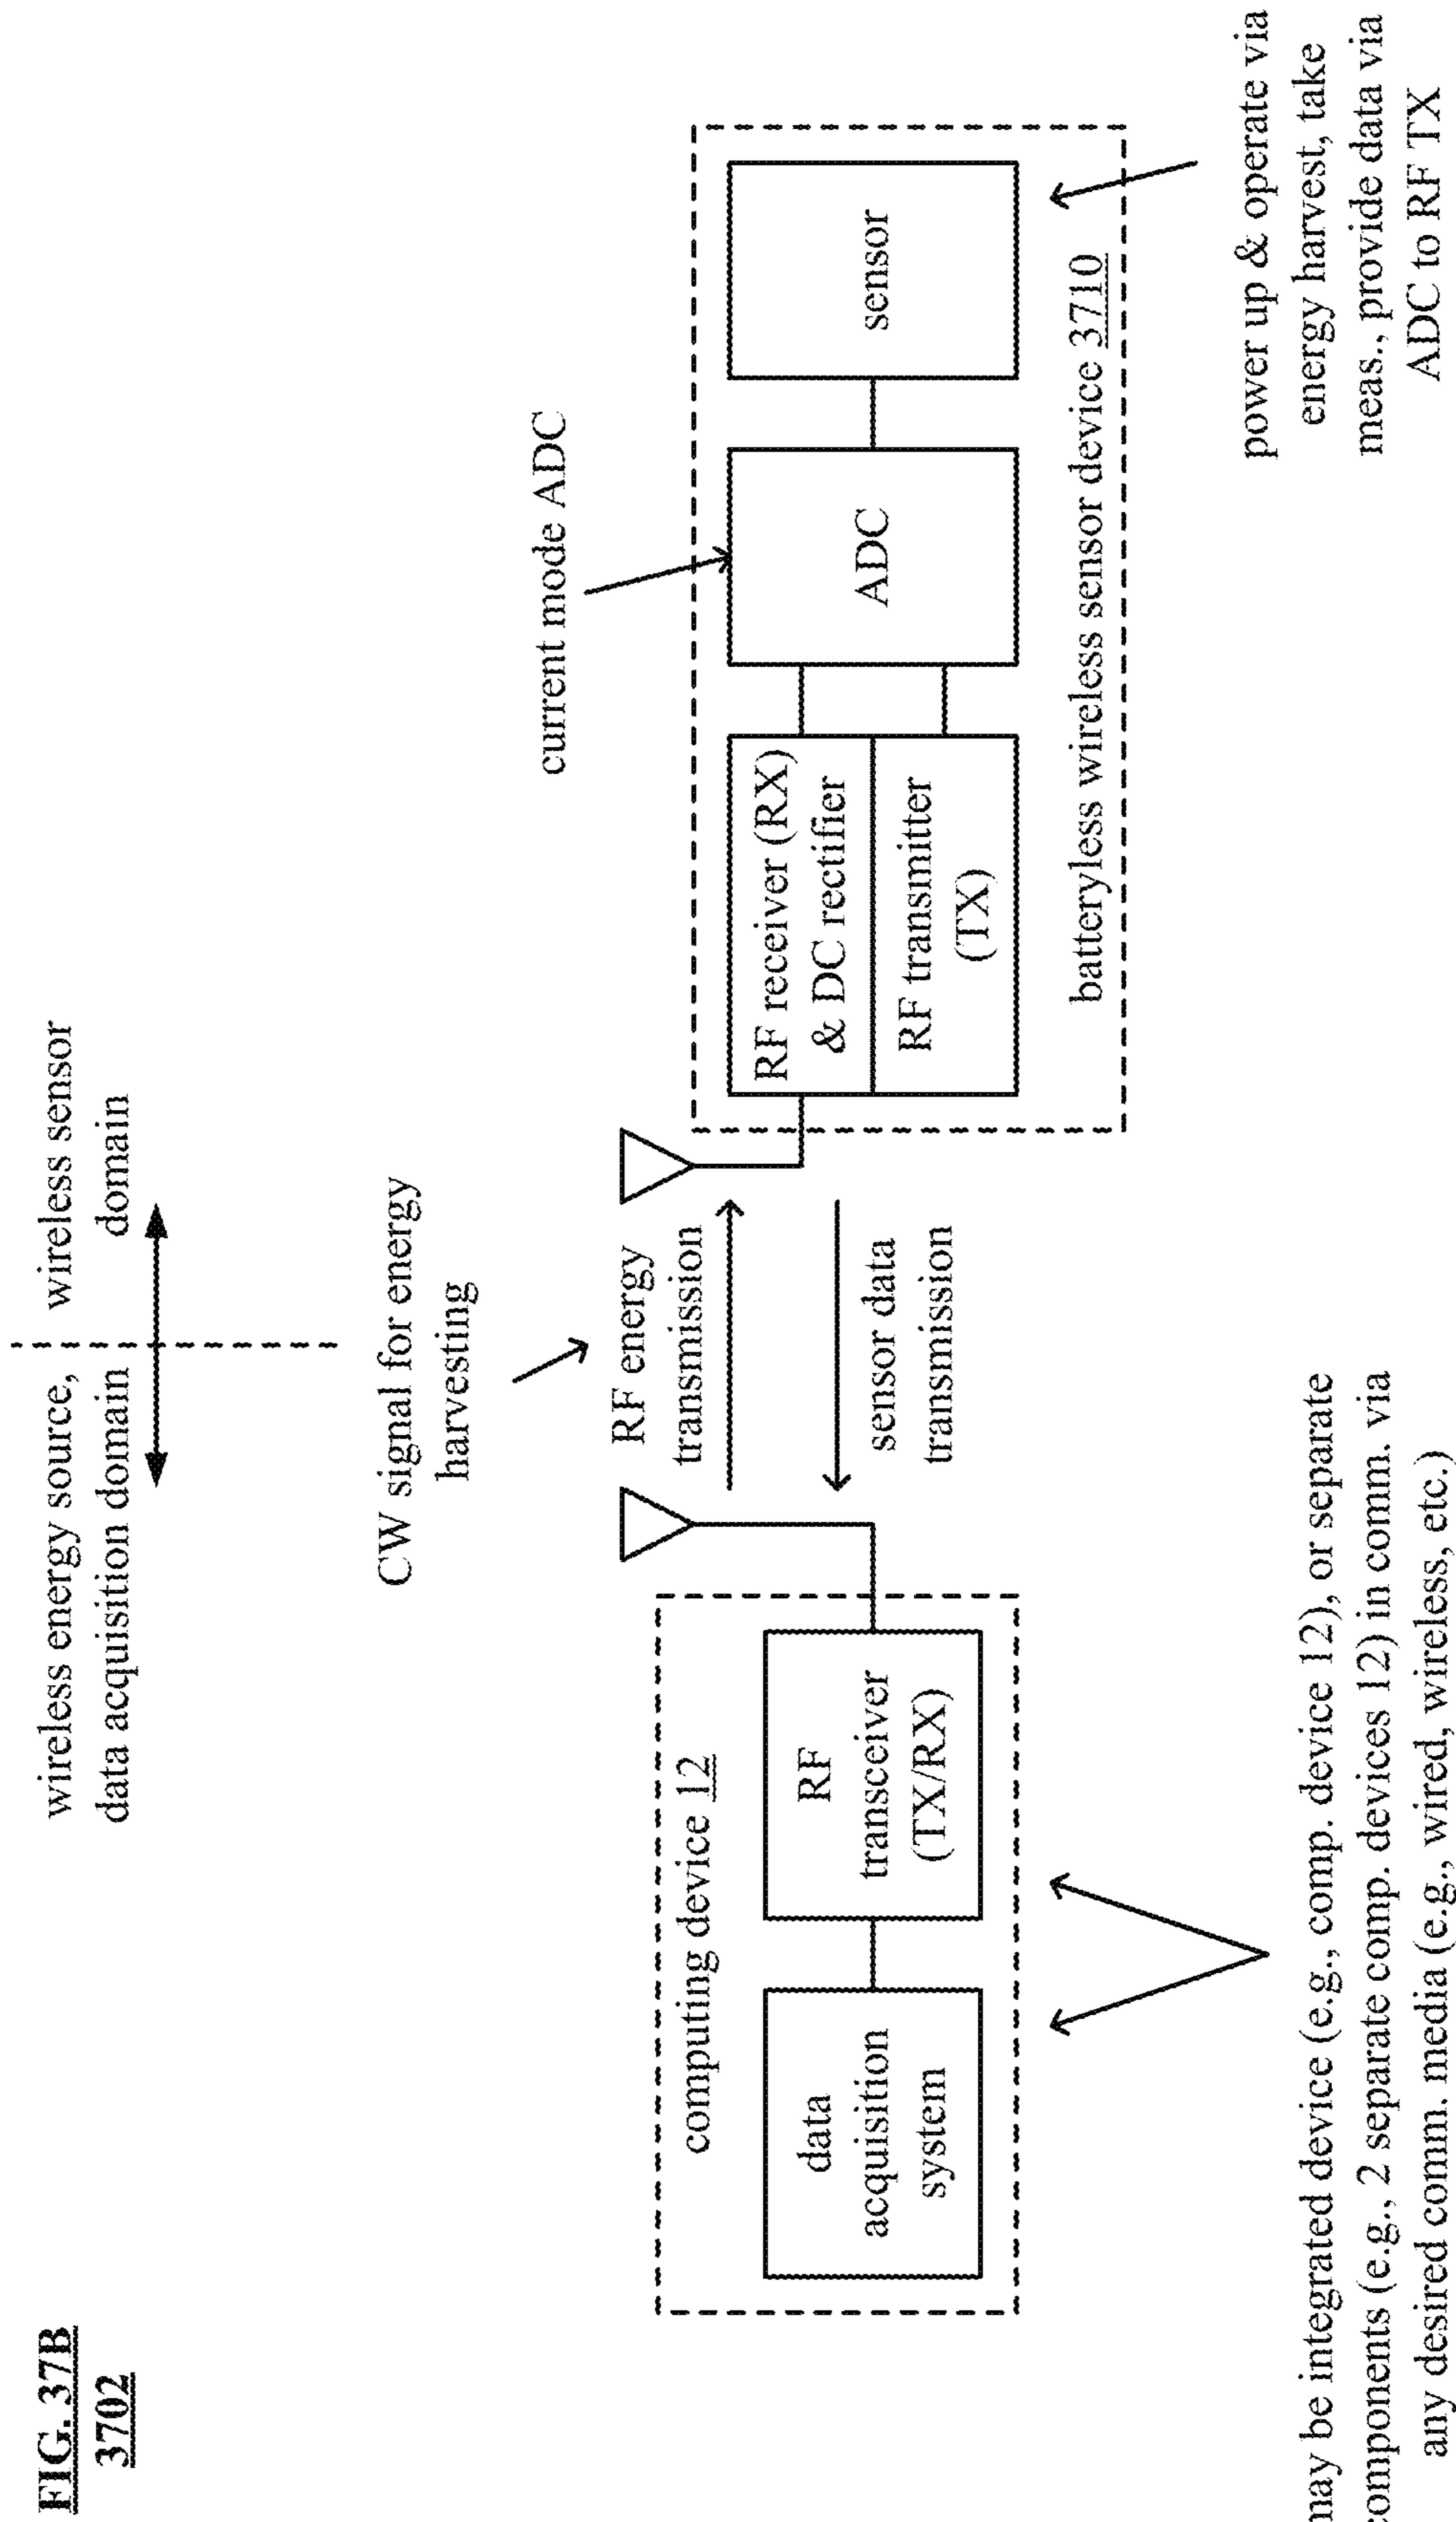 FIG. 37B
3702
wireless energy source,
data acquisition domain
wireless sensor
domain
CW signal for energy
harvesting
RF energy
transmission
sensor data
transmission
current mode ADC
computing device 12
data
acquisition
system
RF
transceiver
(TX/RX)
RF receiver (RX)
& DC rectifier
RF transmitter
(TX)
ADC
sensor
batteryless wireless sensor device 3710
may be integrated device (e.g., comp. device 12), or separate
components (e.g., 2 separate comp. devices 12) in comm. via
any desired comm. media (e.g., wired, wireless, etc.)
power up & operate via
energy harvest, take
meas., provide data via
ADC to RF TX